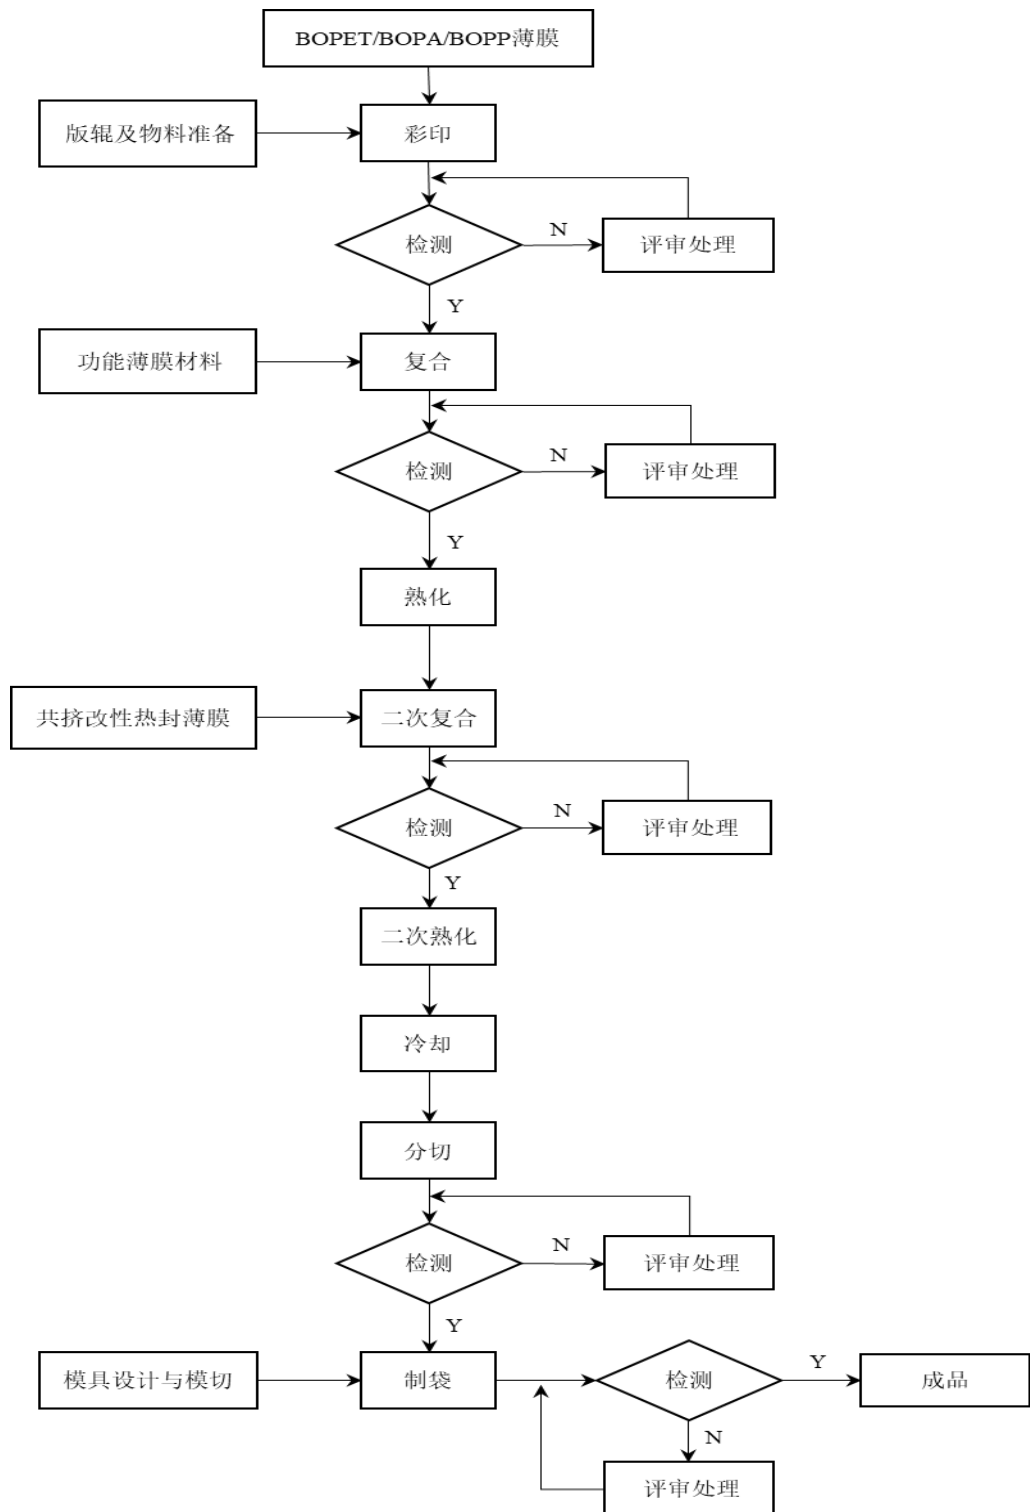 BOPET/BOPA/BOPP薄膜
版辊及物料准备
彩印
检测
N
评审处理
Y
功能薄膜材料
复合
检测
N
评审处理
Y
熟化
共挤改性热封薄膜
二次复合
检测
N
评审处理
Y
二次熟化
冷却
分切
检测
N
评审处理
Y
模具设计与模切
制袋
检测
Y
成品
N
评审处理